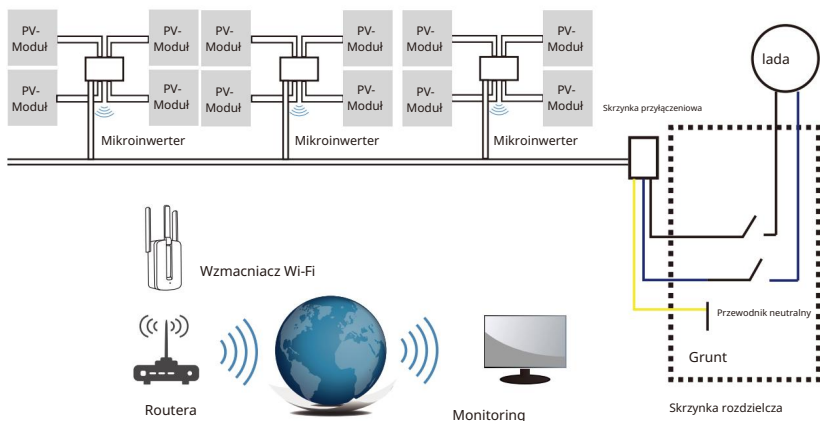 PV-
Moduł
PV-
Moduł
PV-
Moduł
PV-
Moduł
PV-
Moduł
PV-
Moduł
PV-
Moduł
PV-
Moduł
PV-
Moduł
PV-
Moduł
PV-
Moduł
PV-
Moduł
lada
Skrzynka przyłączeniowa
Mikroinwerter
Mikroinwerter
Mikroinwerter
Wzmacniacz Wi-Fi
Przewodnik neutralny
Grunt
Routera
Monitoring
Skrzynka rozdzielcza